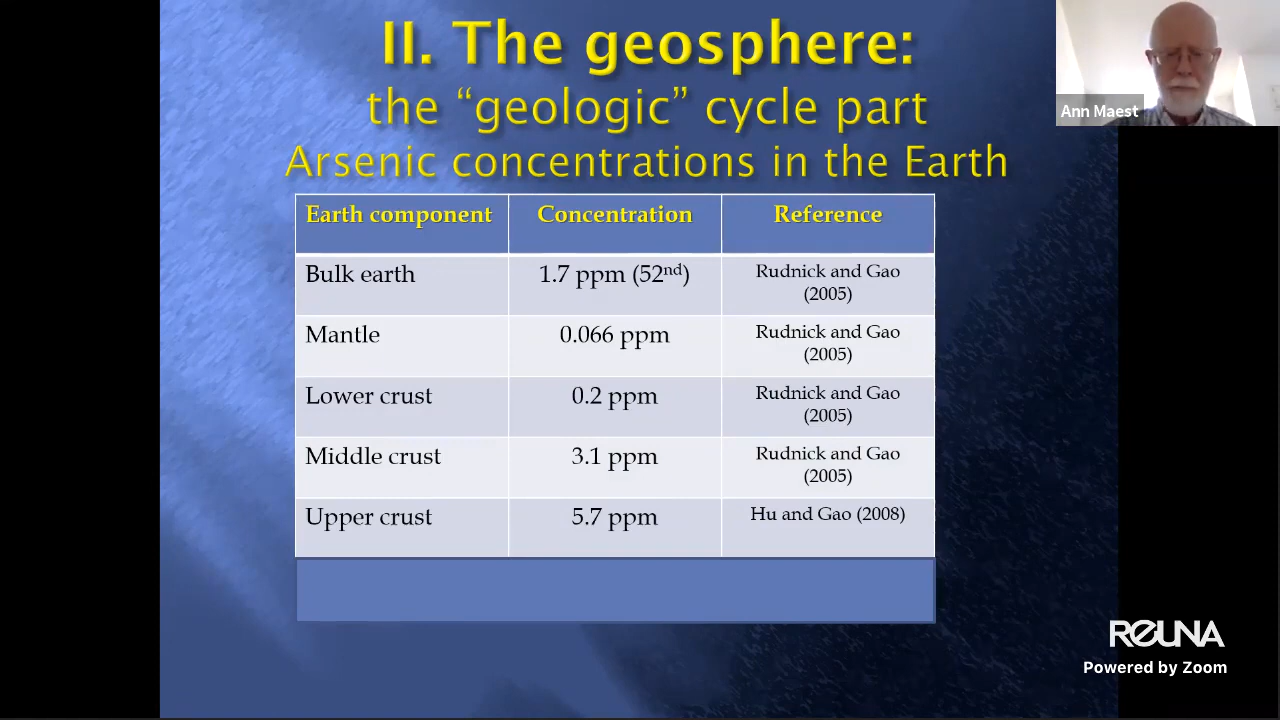 II. The geosphere:
the “geologic” cycle part
Arsenic concentrations in the Earth
Ann Maest
Earth component Concentration Reference
Bulk earth 1.7 ppm (52nd) Rudnick and Gao
(2005)
Mantle 0.066 ppm Rudnick and Gao
(2005)
Lower crust 0.2 ppm Rudnick and Gao
(2005)
Middle crust 3.1 ppm Rudnick and Gao
(2005)
Upper crust 5.7 ppm Hu and Gao (2008)
REUNA
Powered by Zoom